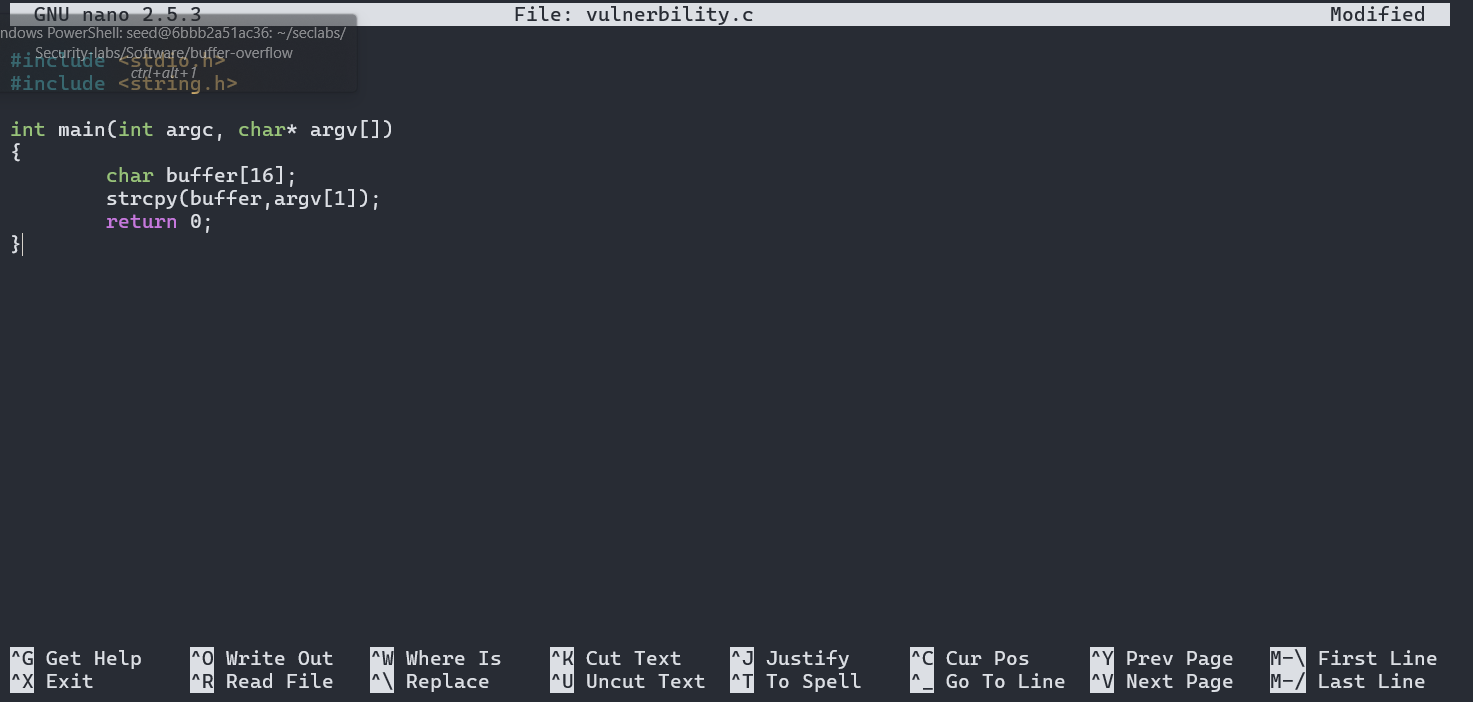 GNU nano 2.5.3 File: vulnerbility.c Modified
ndows PowerShell: seed@6bbb2a51ac36: ~/seclabs/
Security-labs/Software/buffer-overflow
ctrl+alt+1
#include <stdio.h>
#include <string.h>
int main(int argc, char* argv[])
{
char buffer[16];
strcpy(buffer,argv[1]);
return 0;
}
^G Get Help ^O Write Out ^W Where Is ^K Cut Text ^J Justify ^C Cur Pos ^Y Prev Page M-\ First Line
^X Exit ^R Read File ^\ Replace ^U Uncut Text ^T To Spell ^_ Go To Line ^V Next Page M-/ Last Line